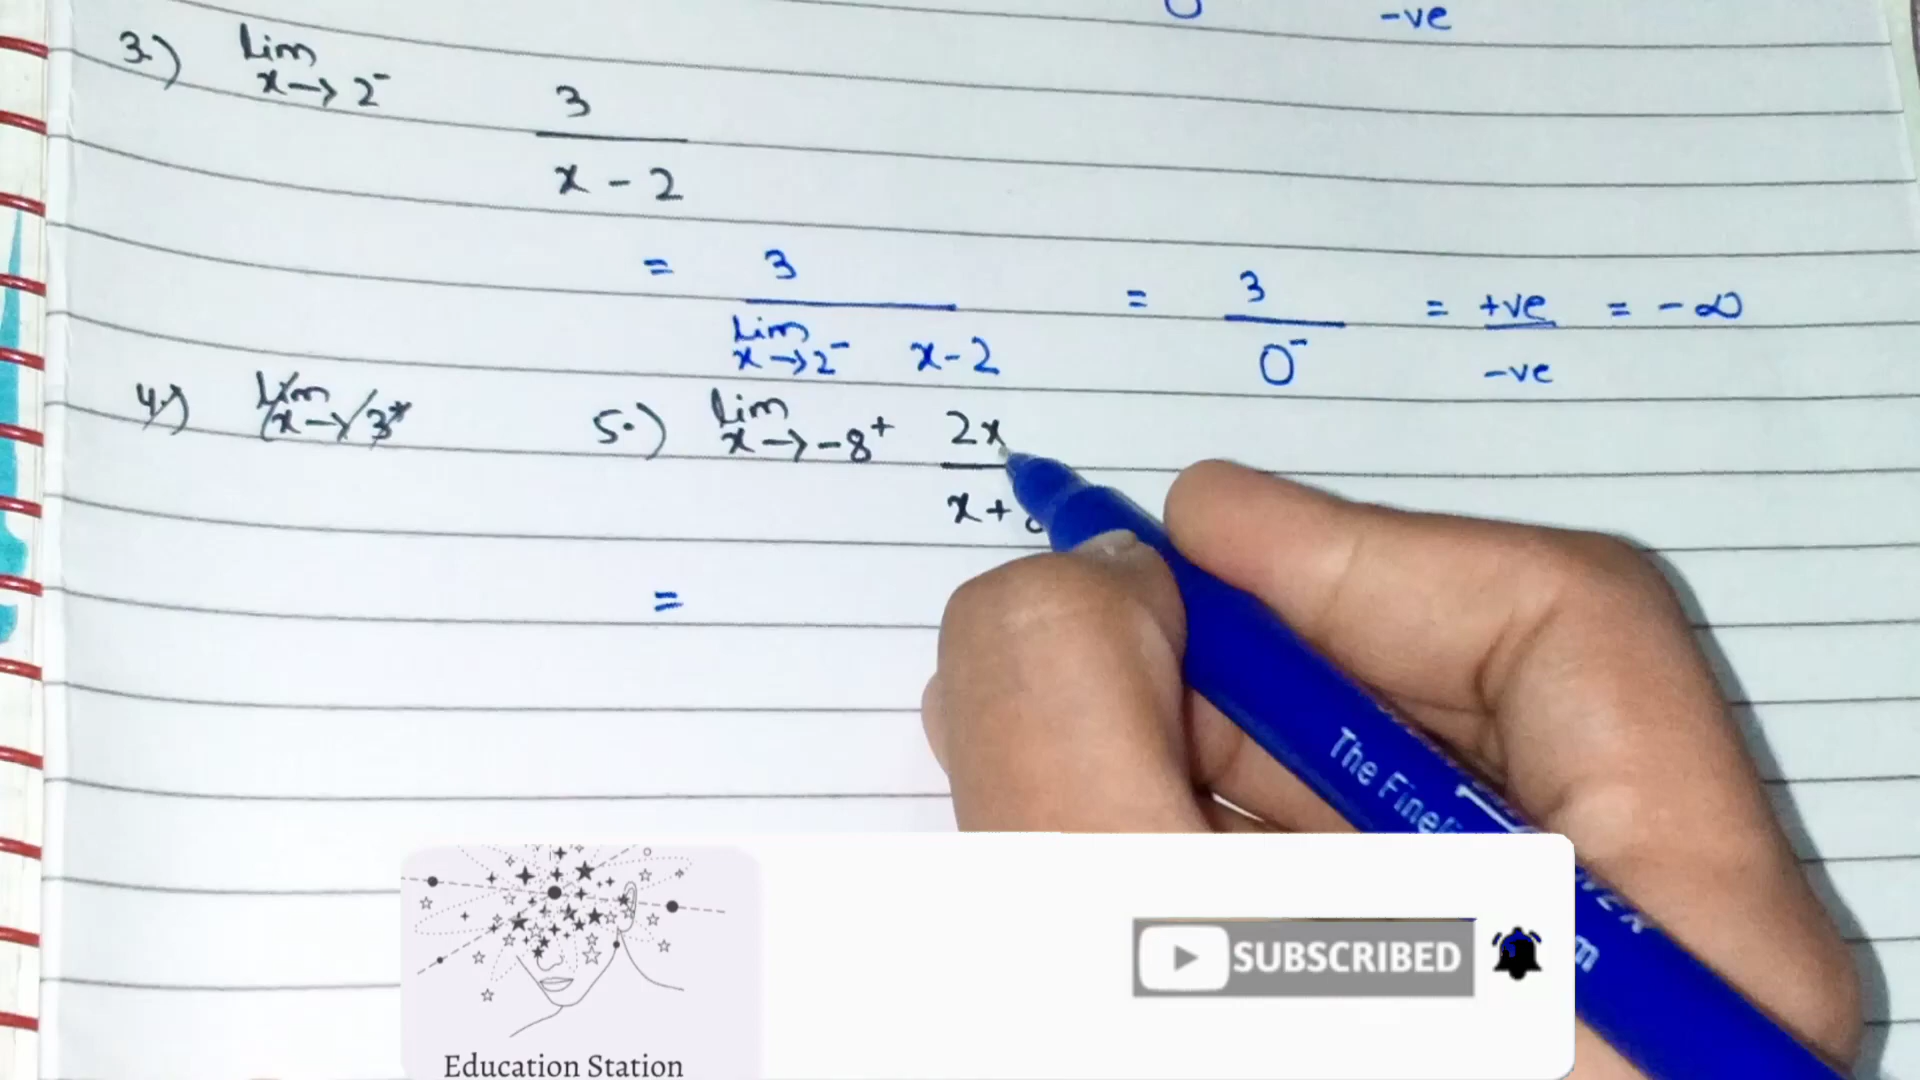 -ve
3.) Lim x→2⁻ 3 / x-2
= 3 / Lim x→2⁻ x-2 = 3 / 0⁻ = +ve / -ve = -∞
4.) Lim x→3⁺ 5.) Lim x→-8⁺ 2x / x+
=
The Fineli
SUBSCRIBED
Education Station